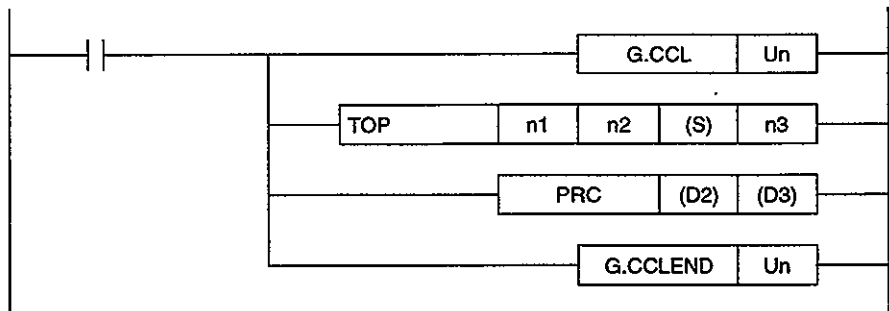 G.CCL Un
TOP n1 n2 (S) n3
PRC (D2) (D3)
G.CCLEND Un